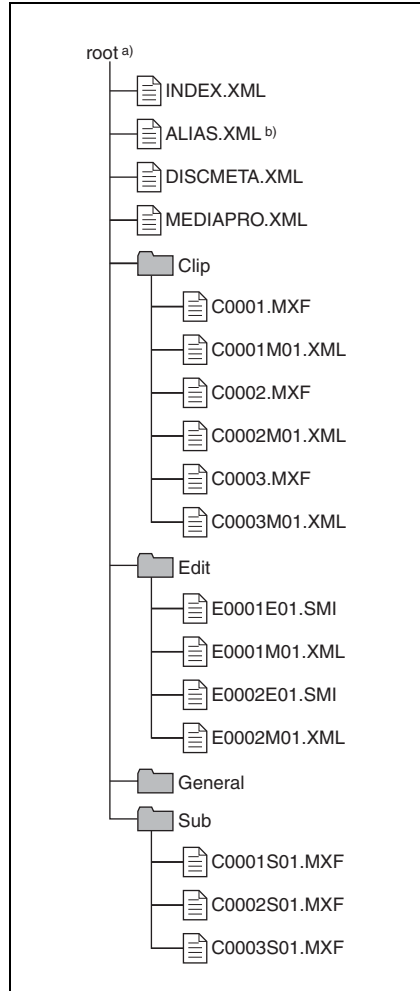 root a)
INDEX.XML
ALIAS.XML b)
DISCMETA.XML
MEDIAPRO.XML
Clip
C0001.MXF
C0001M01.XML
C0002.MXF
C0002M01.XML
C0003.MXF
C0003M01.XML
Edit
E0001E01.SMI
E0001M01.XML
E0002E01.SMI
E0002M01.XML
General
Sub
C0001S01.MXF
C0002S01.MXF
C0003S01.MXF